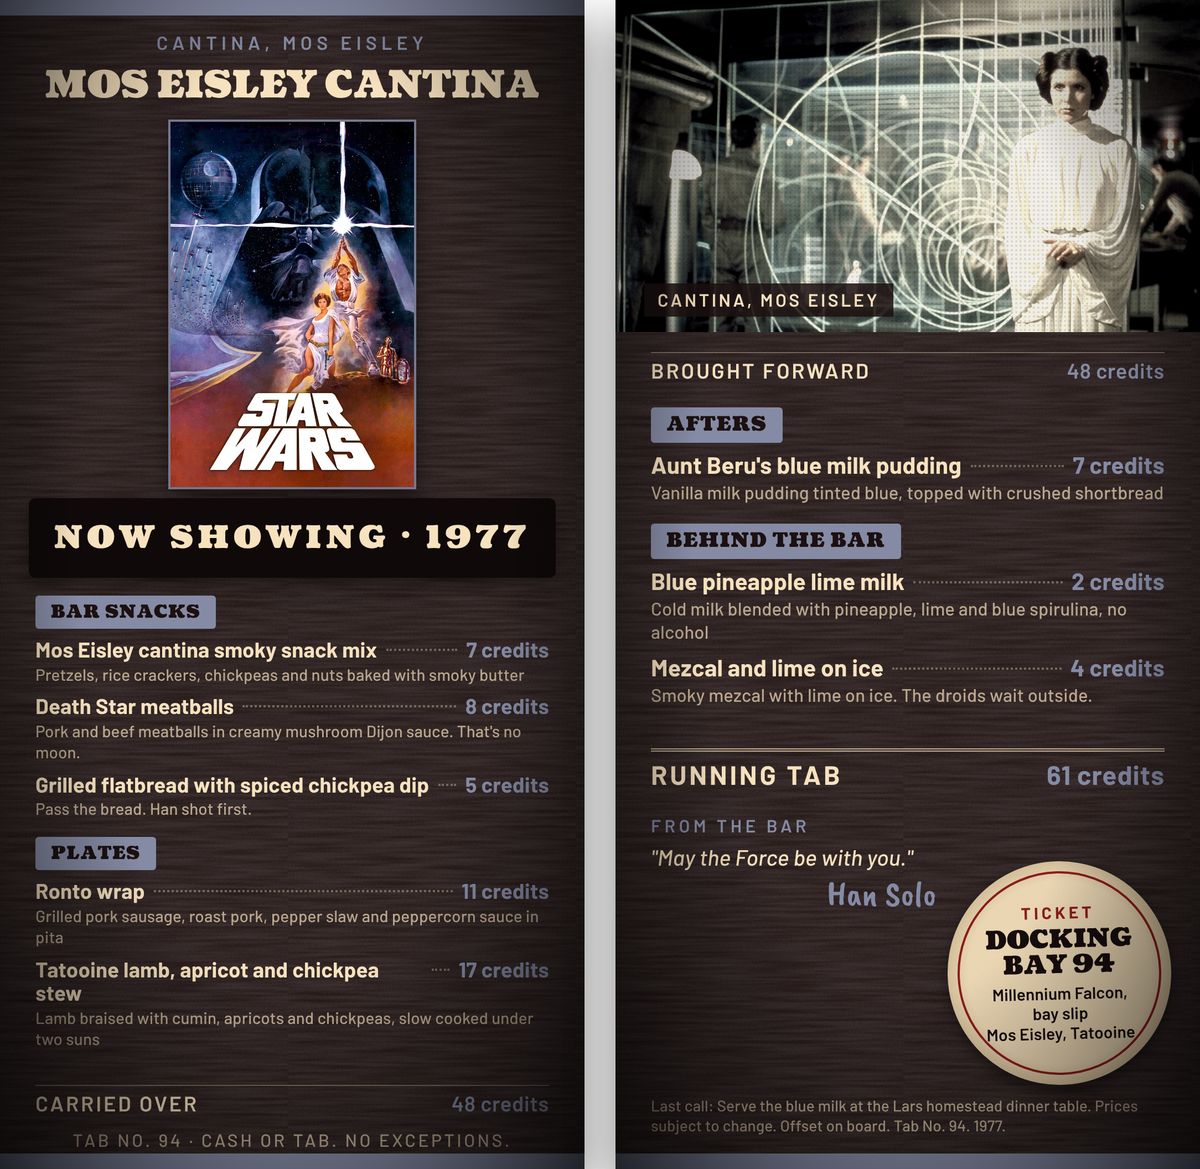 CANTINA, MOS EISLEY
MOS EISLEY CANTINA
STAR
WARS
NOW SHOWING · 1977
BAR SNACKS
Mos Eisley cantina smoky snack mix 7 credits
Pretzels, rice crackers, chickpeas and nuts baked with smoky butter
Death Star meatballs 8 credits
Pork and beef meatballs in creamy mushroom Dijon sauce. That's no
moon.
Grilled flatbread with spiced chickpea dip 5 credits
Pass the bread. Han shot first.
PLATES
Ronto wrap 11 credits
Grilled pork sausage, roast pork, pepper slaw and peppercorn sauce in
pita
Tatooine lamb, apricot and chickpea 17 credits
stew
Lamb braised with cumin, apricots and chickpeas, slow cooked under
two suns
CARRIED OVER 48 credits
TAB NO. 94 · CASH OR TAB. NO EXCEPTIONS.
CANTINA, MOS EISLEY
BROUGHT FORWARD 48 credits
AFTERS
Aunt Beru's blue milk pudding 7 credits
Vanilla milk pudding tinted blue, topped with crushed shortbread
BEHIND THE BAR
Blue pineapple lime milk 2 credits
Cold milk blended with pineapple, lime and blue spirulina, no
alcohol
Mezcal and lime on ice 4 credits
Smoky mezcal with lime on ice. The droids wait outside.
RUNNING TAB 61 credits
FROM THE BAR
"May the Force be with you."
Han Solo
TICKET
DOCKING
BAY 94
Millennium Falcon,
bay slip
Mos Eisley, Tatooine
Last call: Serve the blue milk at the Lars homestead dinner table. Prices
subject to change. Offset on board. Tab No. 94. 1977.